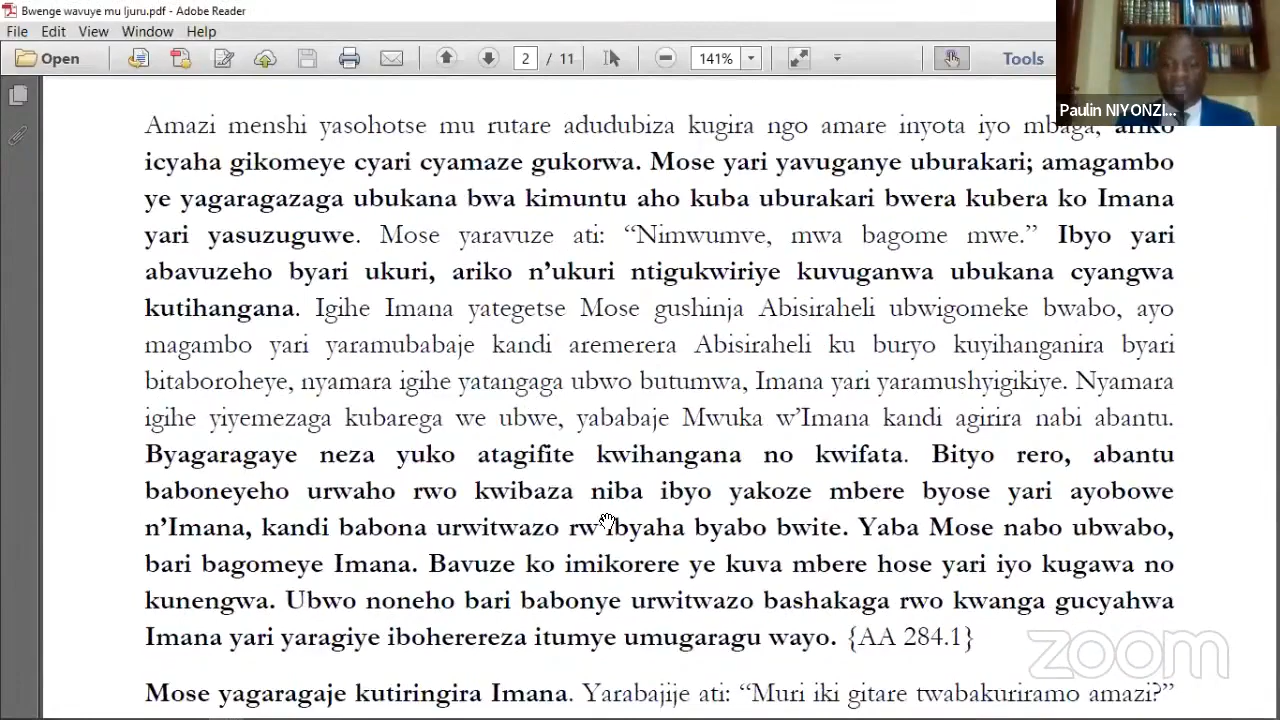 Bwenge wavuye mu Ijuru.pdf - Adobe Reader
File Edit View Window Help
Open 2 / 11 141% Tools
Paulin NIYONZI...
Amazi menshi yasohotse mu rutare adudubiza kugira ngo amare inyota iyo mbaga, ariko
icyaha gikomeye cyari cyamaze gukorwa. Mose yari yavuganye uburakari; amagambo
ye yagaragazaga ubukana bwa kimuntu aho kuba uburakari bwera kubera ko Imana
yari yasuzuguwe. Mose yaravuze ati: “Nimwumve, mwa bagome mwe.” Ibyo yari
abavuzeho byari ukuri, ariko n’ukuri ntigukwiriye kuvuganwa ubukana cyangwa
kutihangana. Igihe Imana yategetse Mose gushinja Abisiraheli ubwigomeke bwabo, ayo
magambo yari yaramubabaje kandi aremerera Abisiraheli ku buryo kuyihanganira byari
bitaboroheye, nyamara igihe yatangaga ubwo butumwa, Imana yari yaramushyigikiye. Nyamara
igihe yiyemezaga kubarega we ubwe, yababaje Mwuka w’Imana kandi agirira nabi abantu.
Byagaragaye neza yuko atagifite kwihangana no kwifata. Bityo rero, abantu
baboneyeho urwaho rwo kwibaza niba ibyo yakoze mbere byose yari ayobowe
n’Imana, kandi babona urwitwazo rw’ibyaha byabo bwite. Yaba Mose nabo ubwabo,
bari bagomeye Imana. Bavuze ko imikorere ye kuva mbere hose yari iyo kugawa no
kunengwa. Ubwo noneho bari babonye urwitwazo bashakaga rwo kwanga gucyahwa
Imana yari yaragiye iboherereza itumye umugaragu wayo. {AA 284.1}
Mose yagaragaje kutiringira Imana. Yarabajije ati: “Muri iki gitare twabakuriramo amazi?”
zoom